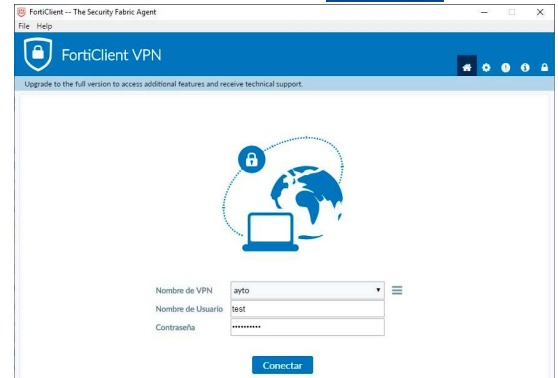 FortiClient -- The Security Fabric Agent
File Help
FortiClient VPN
Upgrade to the full version to access additional features and receive technical support.
Nombre de VPN ayto
Nombre de Usuario test
Contraseña ••••••••••
Conectar